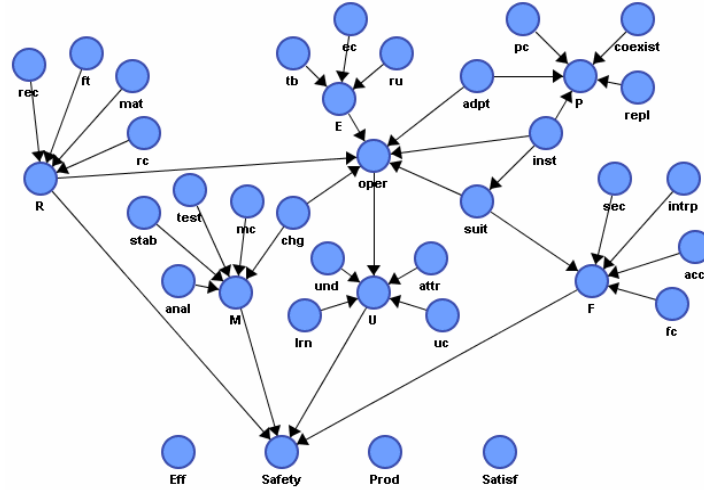 ec
pc
coexist
rec
ft
mat
tb
ru
adpt
P
repl
E
rc
inst
oper
R
stab
test
mc
chg
suit
sec
intrp
acc
anal
M
und
attr
lrn
U
uc
F
fc
Eff
Safety
Prod
Satisf